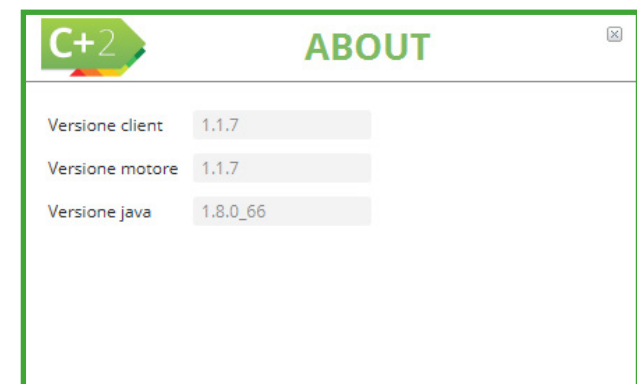 C+2
ABOUT
Versione client 1.1.7
Versione motore 1.1.7
Versione java 1.8.0_66